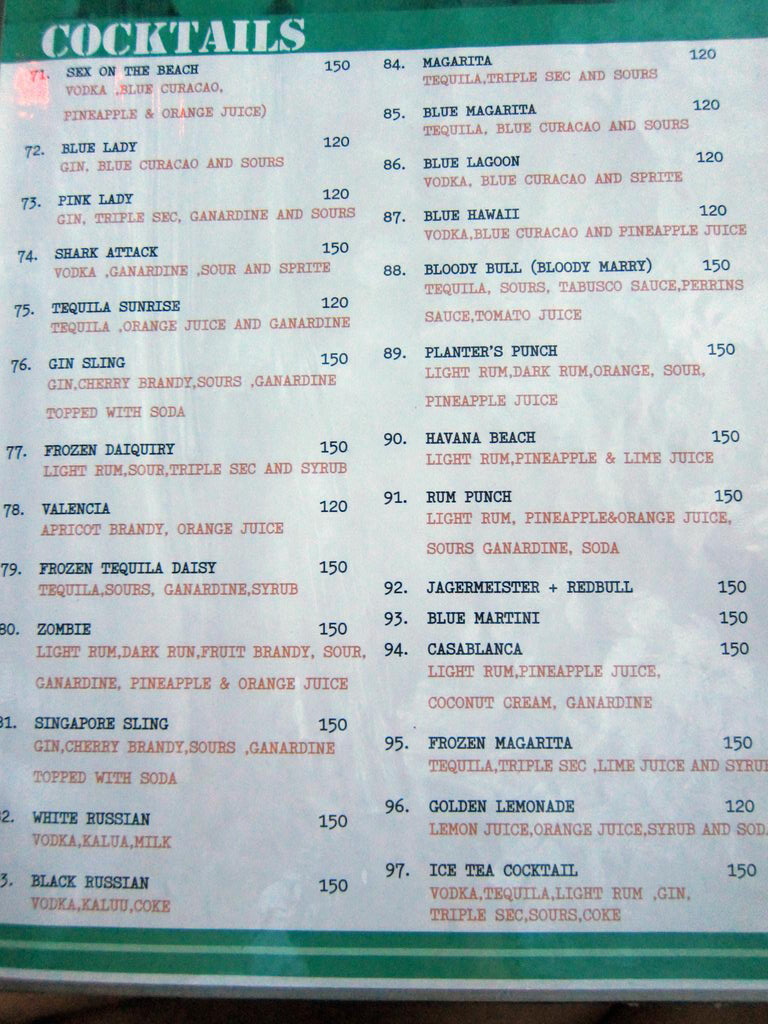 COCKTAILS
71. SEX ON THE BEACH 150
VODKA ,BLUE CURACAO,
PINEAPPLE & ORANGE JUICE)
72. BLUE LADY 120
GIN, BLUE CURACAO AND SOURS
73. PINK LADY 120
GIN, TRIPLE SEC, GANARDINE AND SOURS
74. SHARK ATTACK 150
VODKA ,GANARDINE ,SOUR AND SPRITE
75. TEQUILA SUNRISE 120
TEQUILA ,ORANGE JUICE AND GANARDINE
76. GIN SLING 150
GIN,CHERRY BRANDY,SOURS ,GANARDINE
TOPPED WITH SODA
77. FROZEN DAIQUIRY 150
LIGHT RUM,SOUR,TRIPLE SEC AND SYRUB
78. VALENCIA 120
APRICOT BRANDY, ORANGE JUICE
79. FROZEN TEQUILA DAISY 150
TEQUILA,SOURS, GANARDINE,SYRUB
80. ZOMBIE 150
LIGHT RUM,DARK RUN,FRUIT BRANDY, SOUR,
GANARDINE, PINEAPPLE & ORANGE JUICE
81. SINGAPORE SLING 150
GIN,CHERRY BRANDY,SOURS ,GANARDINE
TOPPED WITH SODA
2. WHITE RUSSIAN 150
VODKA,KALUA,MILK
3. BLACK RUSSIAN 150
VODKA,KALUU,COKE
84. MAGARITA 120
TEQUILA,TRIPLE SEC AND SOURS
85. BLUE MAGARITA 120
TEQUILA, BLUE CURACAO AND SOURS
86. BLUE LAGOON 120
VODKA, BLUE CURACAO AND SPRITE
87. BLUE HAWAII 120
VODKA,BLUE CURACAO AND PINEAPPLE JUICE
88. BLOODY BULL (BLOODY MARRY) 150
TEQUILA, SOURS, TABUSCO SAUCE,PERRINS
SAUCE,TOMATO JUICE
89. PLANTER'S PUNCH 150
LIGHT RUM,DARK RUM,ORANGE, SOUR,
PINEAPPLE JUICE
90. HAVANA BEACH 150
LIGHT RUM,PINEAPPLE & LIME JUICE
91. RUM PUNCH 150
LIGHT RUM, PINEAPPLE&ORANGE JUICE,
SOURS GANARDINE, SODA
92. JAGERMEISTER + REDBULL 150
93. BLUE MARTINI 150
94. CASABLANCA 150
LIGHT RUM,PINEAPPLE JUICE,
COCONUT CREAM, GANARDINE
95. FROZEN MAGARITA 150
TEQUILA,TRIPLE SEC ,LIME JUICE AND SYRU
96. GOLDEN LEMONADE 120
LEMON JUICE,ORANGE JUICE,SYRUB AND SOD
97. ICE TEA COCKTAIL 150
VODKA,TEQUILA,LIGHT RUM ,GIN,
TRIPLE SEC,SOURS,COKE